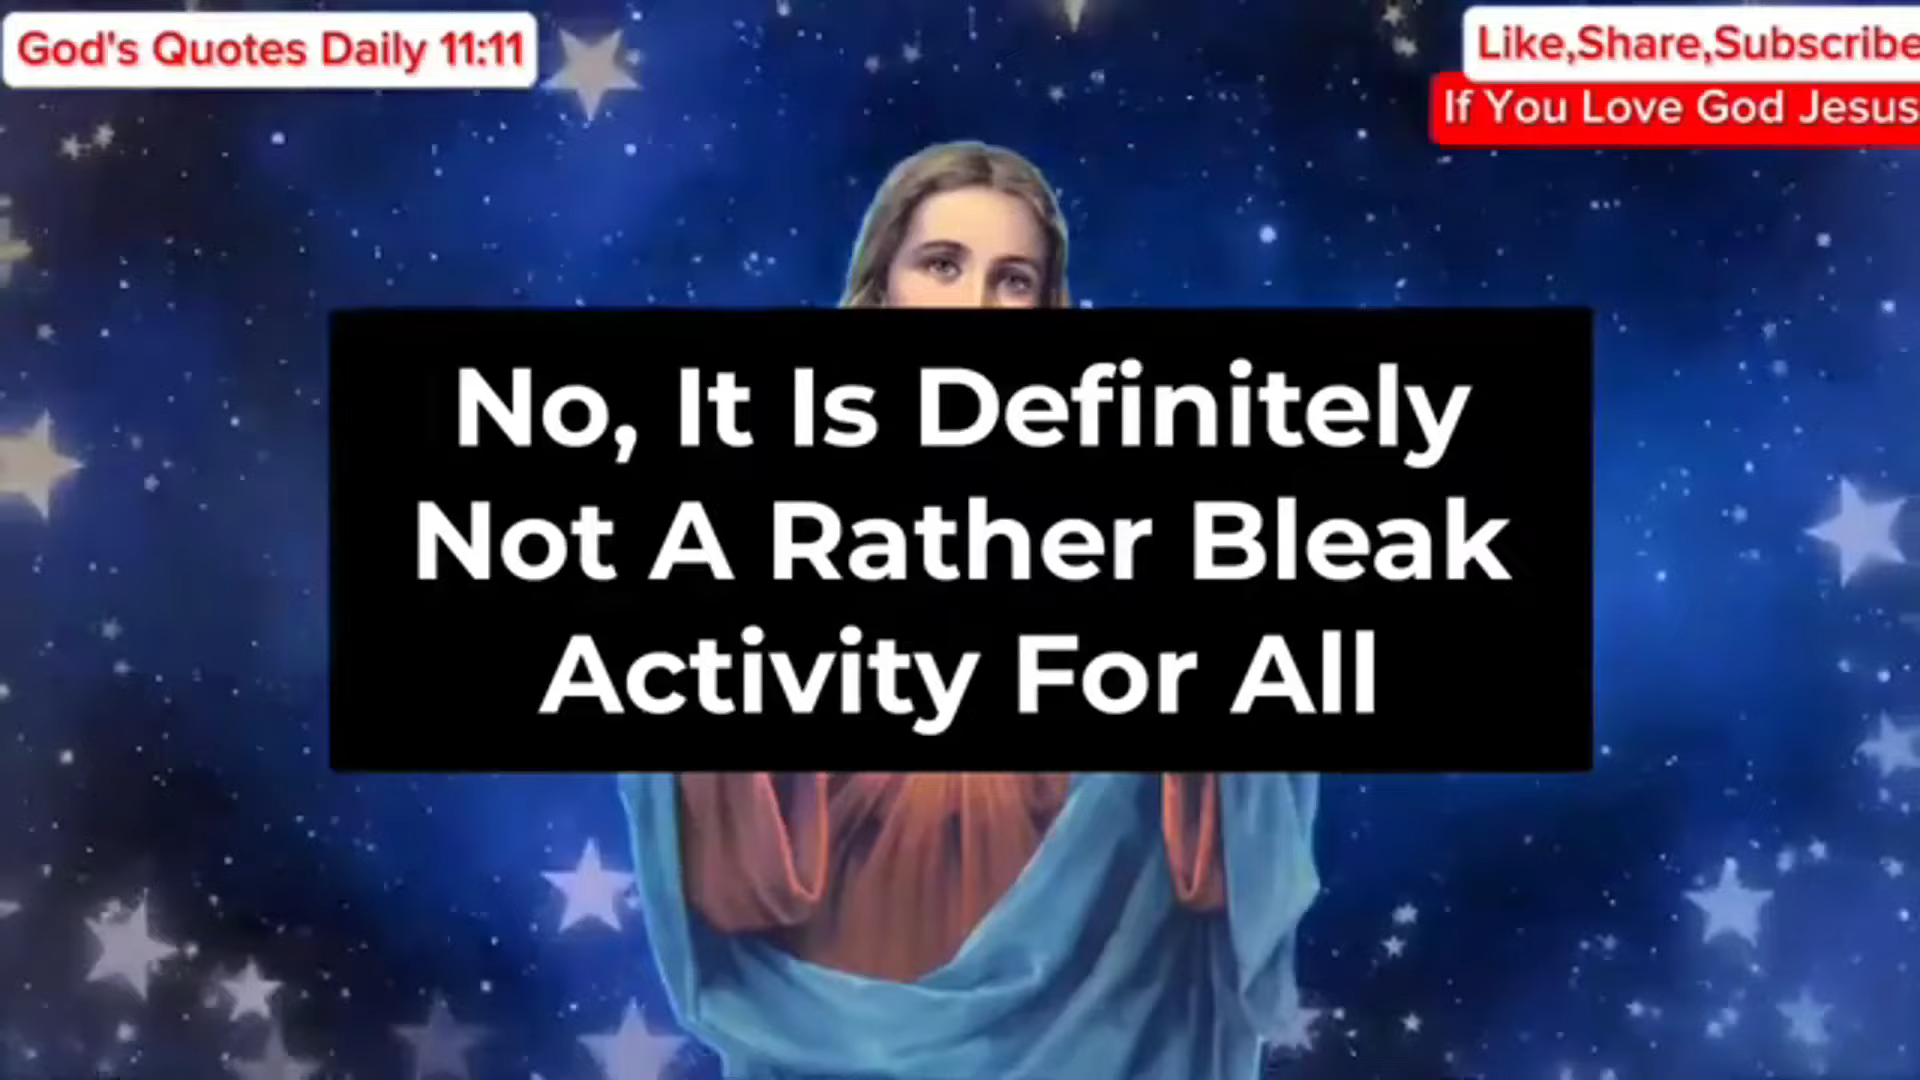 God's Quotes Daily 11:11
Like,Share,Subscribe
If You Love God Jesus
No, It Is Definitely
Not A Rather Bleak
Activity For All